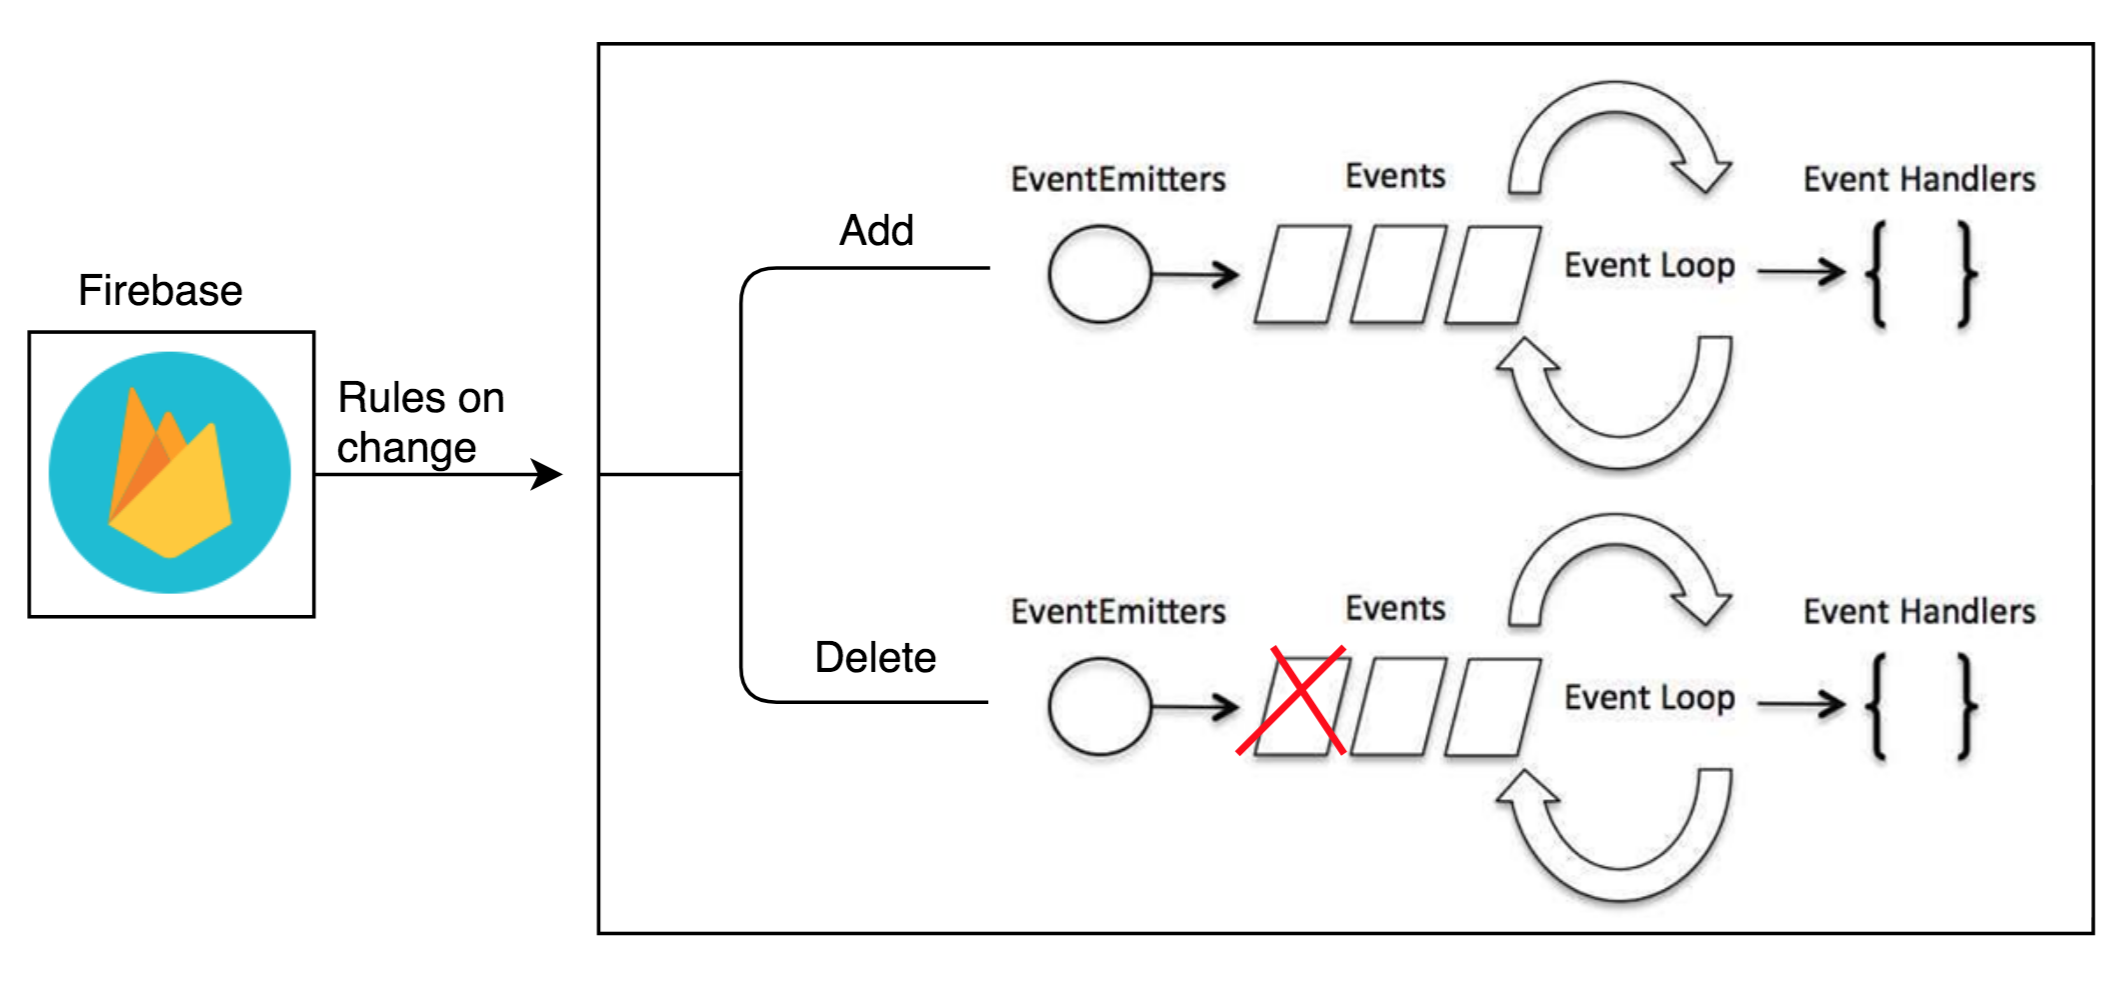 Firebase
Rules on
change
Add
EventEmitters
Events
Event Loop
Event Handlers
{ }
Delete
EventEmitters
Events
Event Loop
Event Handlers
{ }